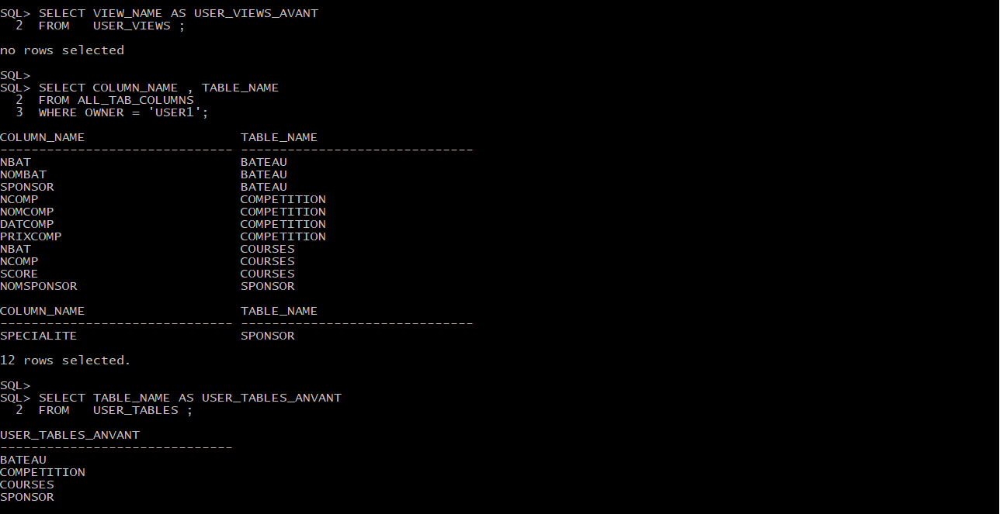 SQL> SELECT VIEW_NAME AS USER_VIEWS_AVANT
  2  FROM   USER_VIEWS ;
no rows selected
SQL>
SQL> SELECT COLUMN_NAME , TABLE_NAME
  2  FROM ALL_TAB_COLUMNS
  3  WHERE OWNER = 'USER1';
COLUMN_NAME                    TABLE_NAME
------------------------------ ------------------------------
NBAT                           BATEAU
NOMBAT                         BATEAU
SPONSOR                        BATEAU
NCOMP                          COMPETITION
NOMCOMP                        COMPETITION
DATCOMP                        COMPETITION
PRIXCOMP                       COMPETITION
NBAT                           COURSES
NCOMP                          COURSES
SCORE                          COURSES
NOMSPONSOR                     SPONSOR
COLUMN_NAME                    TABLE_NAME
------------------------------ ------------------------------
SPECIALITE                     SPONSOR
12 rows selected.
SQL>
SQL> SELECT TABLE_NAME AS USER_TABLES_ANVANT
  2  FROM   USER_TABLES ;
USER_TABLES_ANVANT
------------------------------
BATEAU
COMPETITION
COURSES
SPONSOR